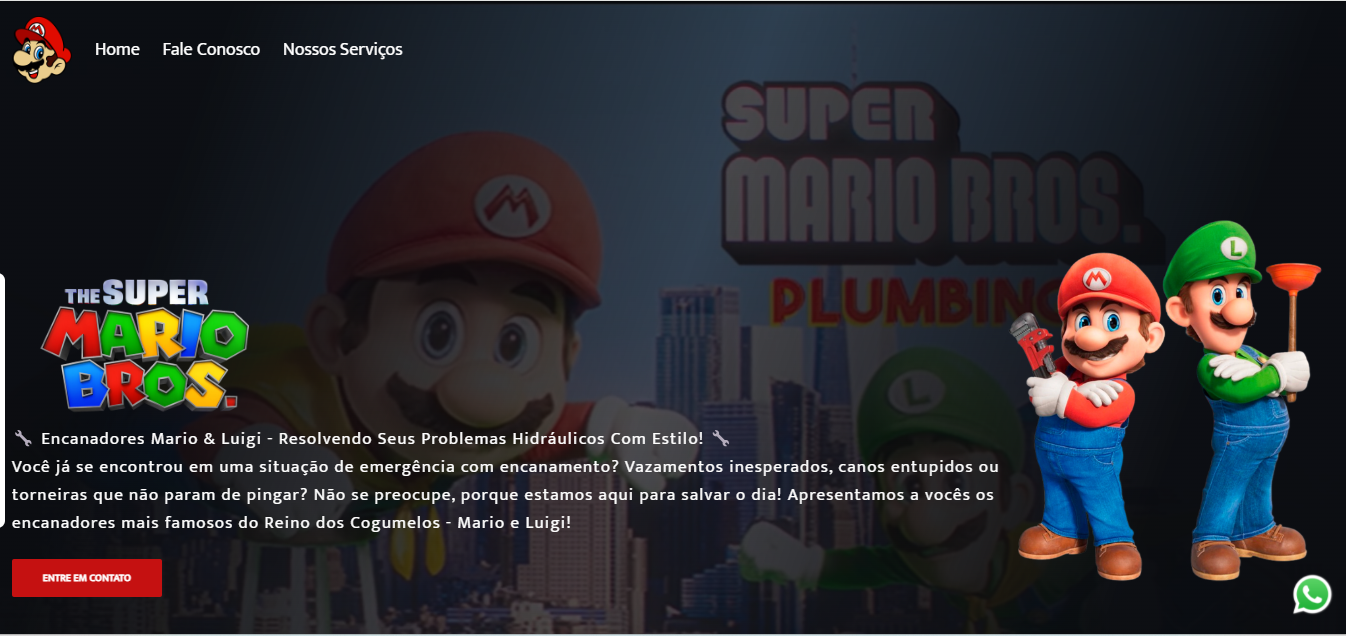 Home Fale Conosco Nossos Serviços
SUPER
MARIO BROS.
PLUMBING
THE SUPER
MARIO
BROS.
Encanadores Mario & Luigi - Resolvendo Seus Problemas Hidráulicos Com Estilo!
Você já se encontrou em uma situação de emergência com encanamento? Vazamentos inesperados, canos entupidos ou
torneiras que não param de pingar? Não se preocupe, porque estamos aqui para salvar o dia! Apresentamos a vocês os
encanadores mais famosos do Reino dos Cogumelos - Mario e Luigi!
ENTRE EM CONTATO